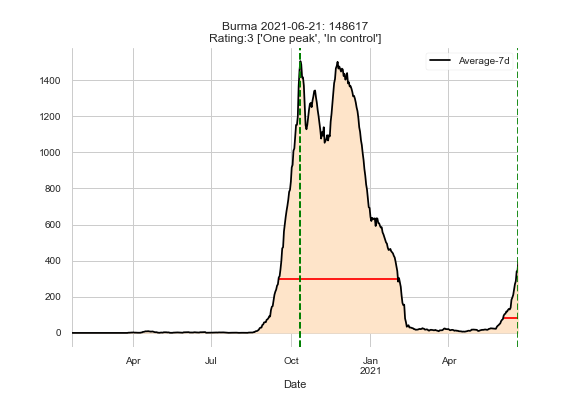 Burma 2021-06-21: 148617
Rating:3 ['One peak', 'In control']
Average-7d
1400
1200
1000
800
600
400
200
0
Apr
Jul
Oct
Jan
2021
Apr
Date